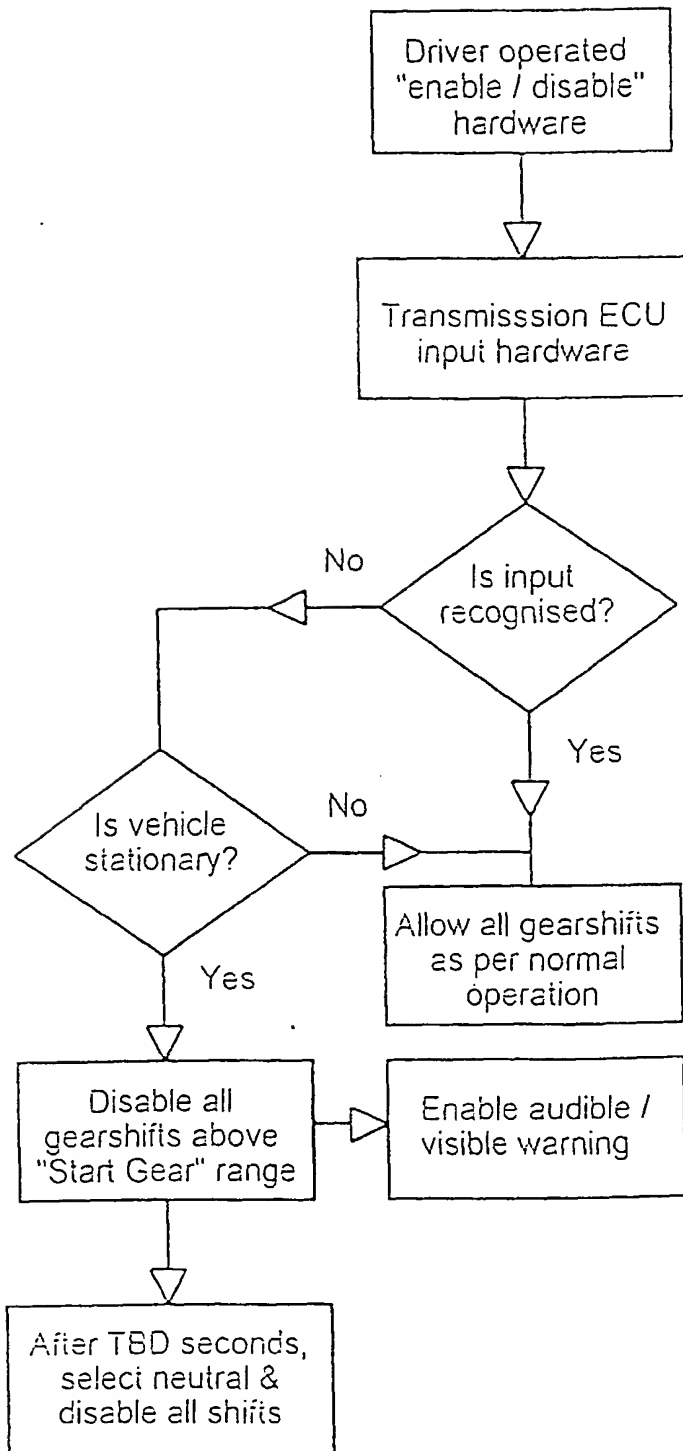 Driver operated
"enable / disable"
hardware
Transmisssion ECU
input hardware
No
Is input
recognised?
Yes
Is vehicle
stationary?
No
Allow all gearshifts
as per normal
operation
Yes
Disable all
gearshifts above
"Start Gear" range
Enable audible /
visible warning
After TBD seconds,
select neutral &
disable all shifts